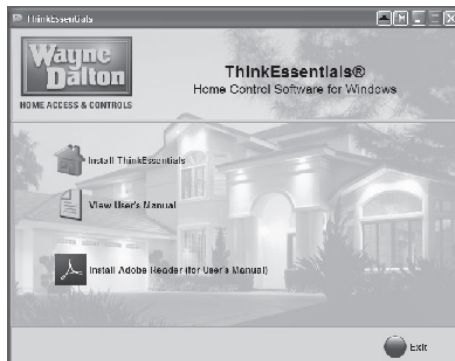 ThinkEssentials
Wayne
Dalton
HOME ACCESS & CONTROLS
ThinkEssentials®
Home Control Software for Windows
Install ThinkEssentials
View User's Manual
Install Adobe Reader (for User's Manual)
Exit